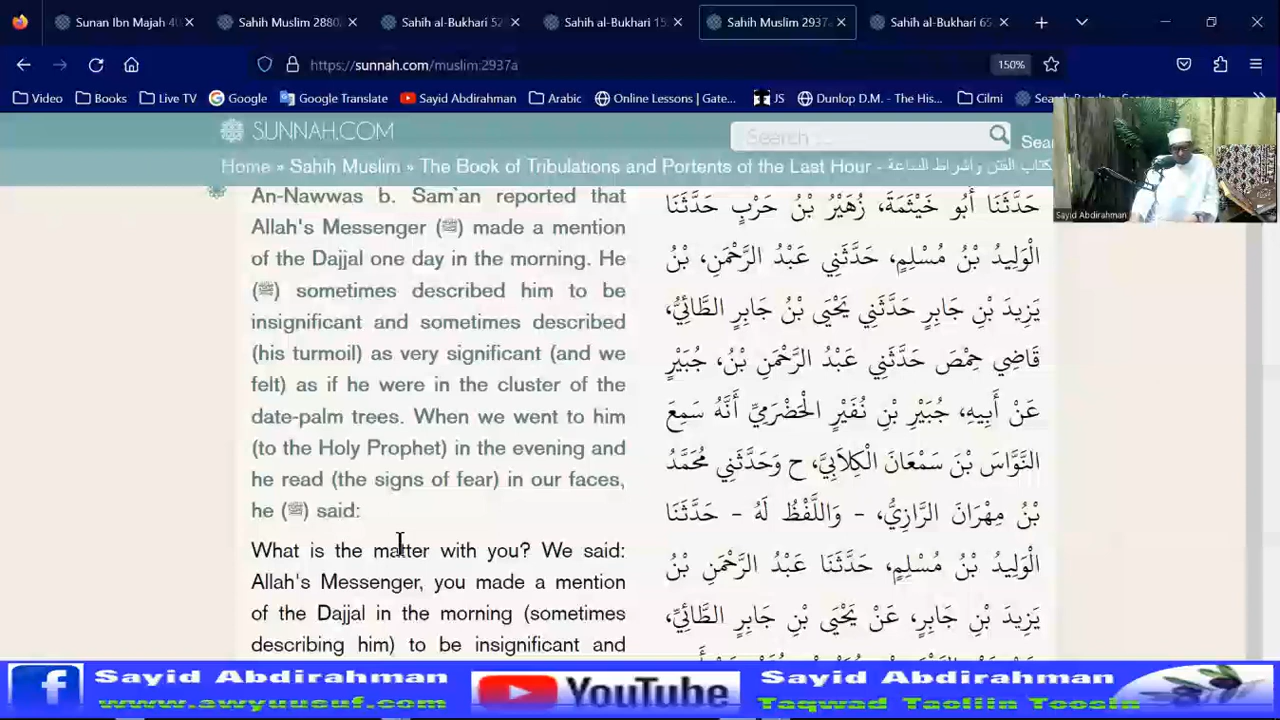 Sunan Ibn Majah 40
Sahih Muslim 2880
Sahih al-Bukhari 52
Sahih al-Bukhari 15
Sahih Muslim 2937a
Sahih al-Bukhari 65
https://sunnah.com/muslim:2937a
150%
Video
Books
Live TV
Google
Google Translate
Sayid Abdirahman
Arabic
Online Lessons | Gate...
JS
Dunlop D.M. - The His...
Cilmi
SUNNAH.COM
Search ...
Sear
Home » Sahih Muslim » The Book of Tribulations and Portents of the Last Hour - كتاب الفتن وأشراط الساعة
Sayid Abdirahman
An-Nawwas b. Sam`an reported that
Allah's Messenger (ﷺ) made a mention
of the Dajjal one day in the morning. He
(ﷺ) sometimes described him to be
insignificant and sometimes described
(his turmoil) as very significant (and we
felt) as if he were in the cluster of the
date-palm trees. When we went to him
(to the Holy Prophet) in the evening and
he read (the signs of fear) in our faces,
he (ﷺ) said:
What is the matter with you? We said:
Allah's Messenger, you made a mention
of the Dajjal in the morning (sometimes
describing him) to be insignificant and
حَدَّثَنَا أَبُو خَيْثَمَةَ، زُهَيْرُ بْنُ حَرْبٍ حَدَّثَنَا
الْوَلِيدُ بْنُ مُسْلِمٍ، حَدَّثَنِي عَبْدُ الرَّحْمَنِ، بْنُ
يَزِيدَ بْنِ جَابِرٍ حَدَّثَنِي يَحْيَى بْنُ جَابِرٍ الطَّائِيُّ،
قَاضِي حِمْصَ حَدَّثَنِي عَبْدُ الرَّحْمَنِ بْنُ، جُبَيْرٍ
عَنْ أَبِيهِ، جُبَيْرِ بْنِ نُفَيْرٍ الْحَضْرَمِيِّ أَنَّهُ سَمِعَ
النَّوَّاسَ بْنَ سَمْعَانَ الْكِلاَبِيَّ، ح وَحَدَّثَنِي مُحَمَّدُ
بْنُ مِهْرَانَ الرَّازِيُّ، - وَاللَّفْظُ لَهُ - حَدَّثَنَا
الْوَلِيدُ بْنُ مُسْلِمٍ، حَدَّثَنَا عَبْدُ الرَّحْمَنِ بْنُ
يَزِيدَ بْنِ جَابِرٍ، عَنْ يَحْيَى بْنِ جَابِرٍ الطَّائِيِّ،
Sayid Abdirahman
www.awyuusuf.com
YouTube
Sayid Abdirahman
Taqwad Taoliin Toosin